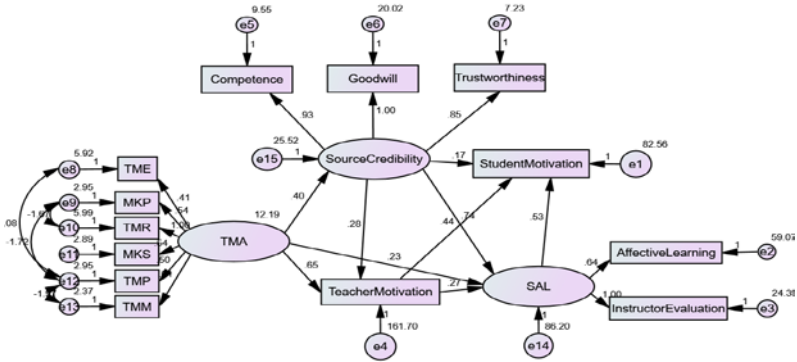 9.55 20.02 7.23
e5 e6 e7
1 1 1
Competence Goodwill Trustworthiness
.93 1.00 .85
25.52 82.56
e15 1 SourceCredibility .17 StudentMotivation 1 e1
5.92
e8 1 TME
2.95 .41 .40
e9 1 MKP .54 12.19 .28 .44 .74 .53
5.99
e10 1 TMR 1.00
.08 TMA .23 59.07
2.89 AffectiveLearning 1 e2
e11 1 MKS .64 .64
-1.72 2.95 .50 .65 .27
e12 1 TMP TeacherMotivation SAL 1.00 24.38
2.37 InstructorEvaluation 1 e3
e13 1 TMM 1 1
161.70 86.20
e4 e14